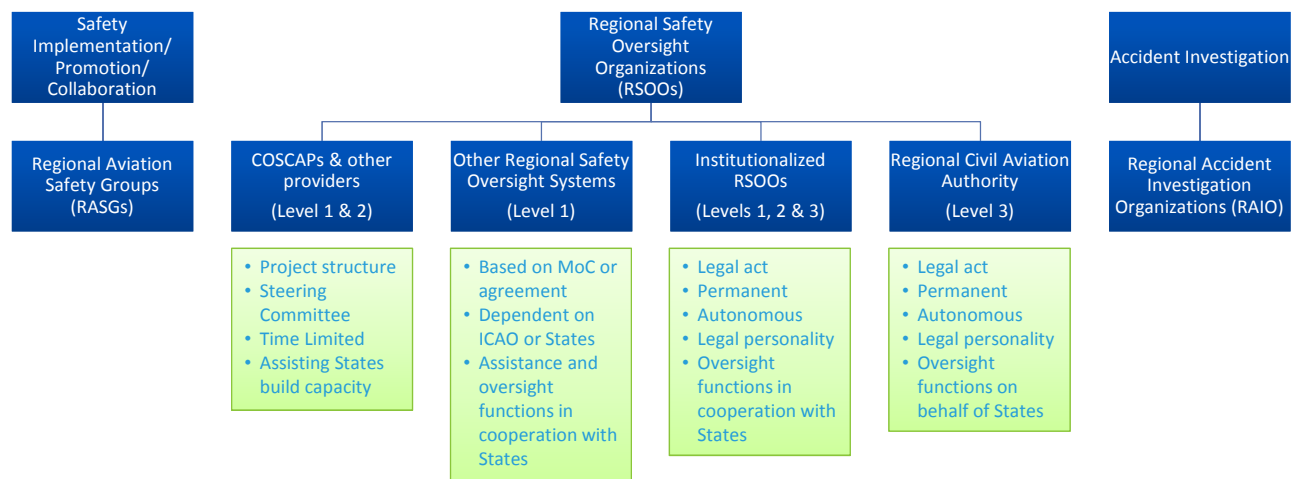 Safety
Implementation/
Promotion/
Collaboration
Regional Safety
Oversight
Organizations
(RSOOs)
Accident Investigation
Regional Aviation
Safety Groups
(RASGs)
COSCAPs & other
providers
(Level 1 & 2)
Other Regional Safety
Oversight Systems
(Level 1)
Institutionalized
RSOOs
(Levels 1, 2 & 3)
Regional Civil Aviation
Authority
(Level 3)
Regional Accident
Investigation
Organizations (RAIO)
• Project structure
• Steering
Committee
• Time Limited
• Assisting States
build capacity
• Based on MoC or
agreement
• Dependent on
ICAO or States
• Assistance and
oversight
functions in
cooperation with
States
• Legal act
• Permanent
• Autonomous
• Legal personality
• Oversight
functions in
cooperation with
States
• Legal act
• Permanent
• Autonomous
• Legal personality
• Oversight
functions on
behalf of States